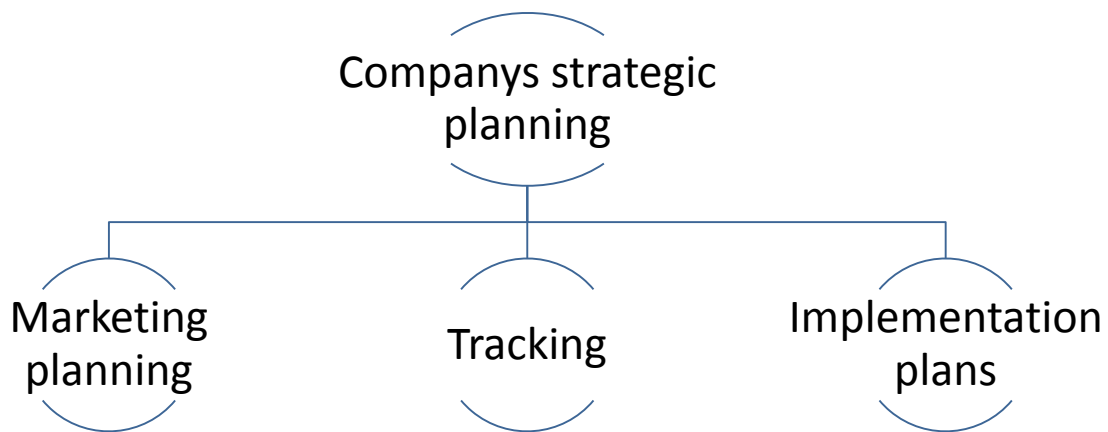 Companys strategic
planning
Marketing
planning
Tracking
Implementation
plans